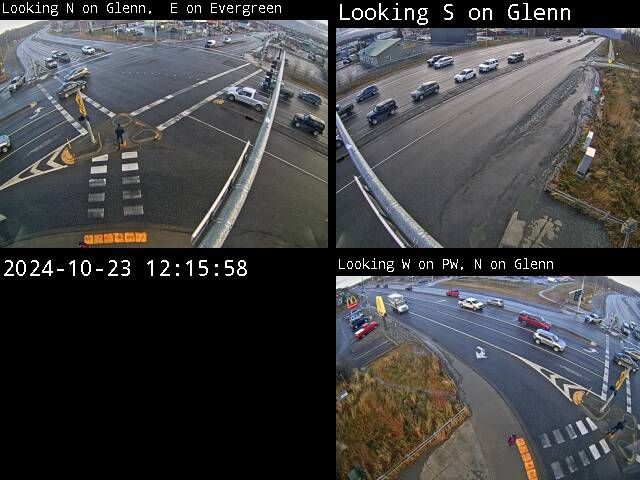 Looking N on Glenn,  E on Evergreen
Looking S on Glenn
2024-10-23 12:15:58
Looking W on PW, N on Glenn